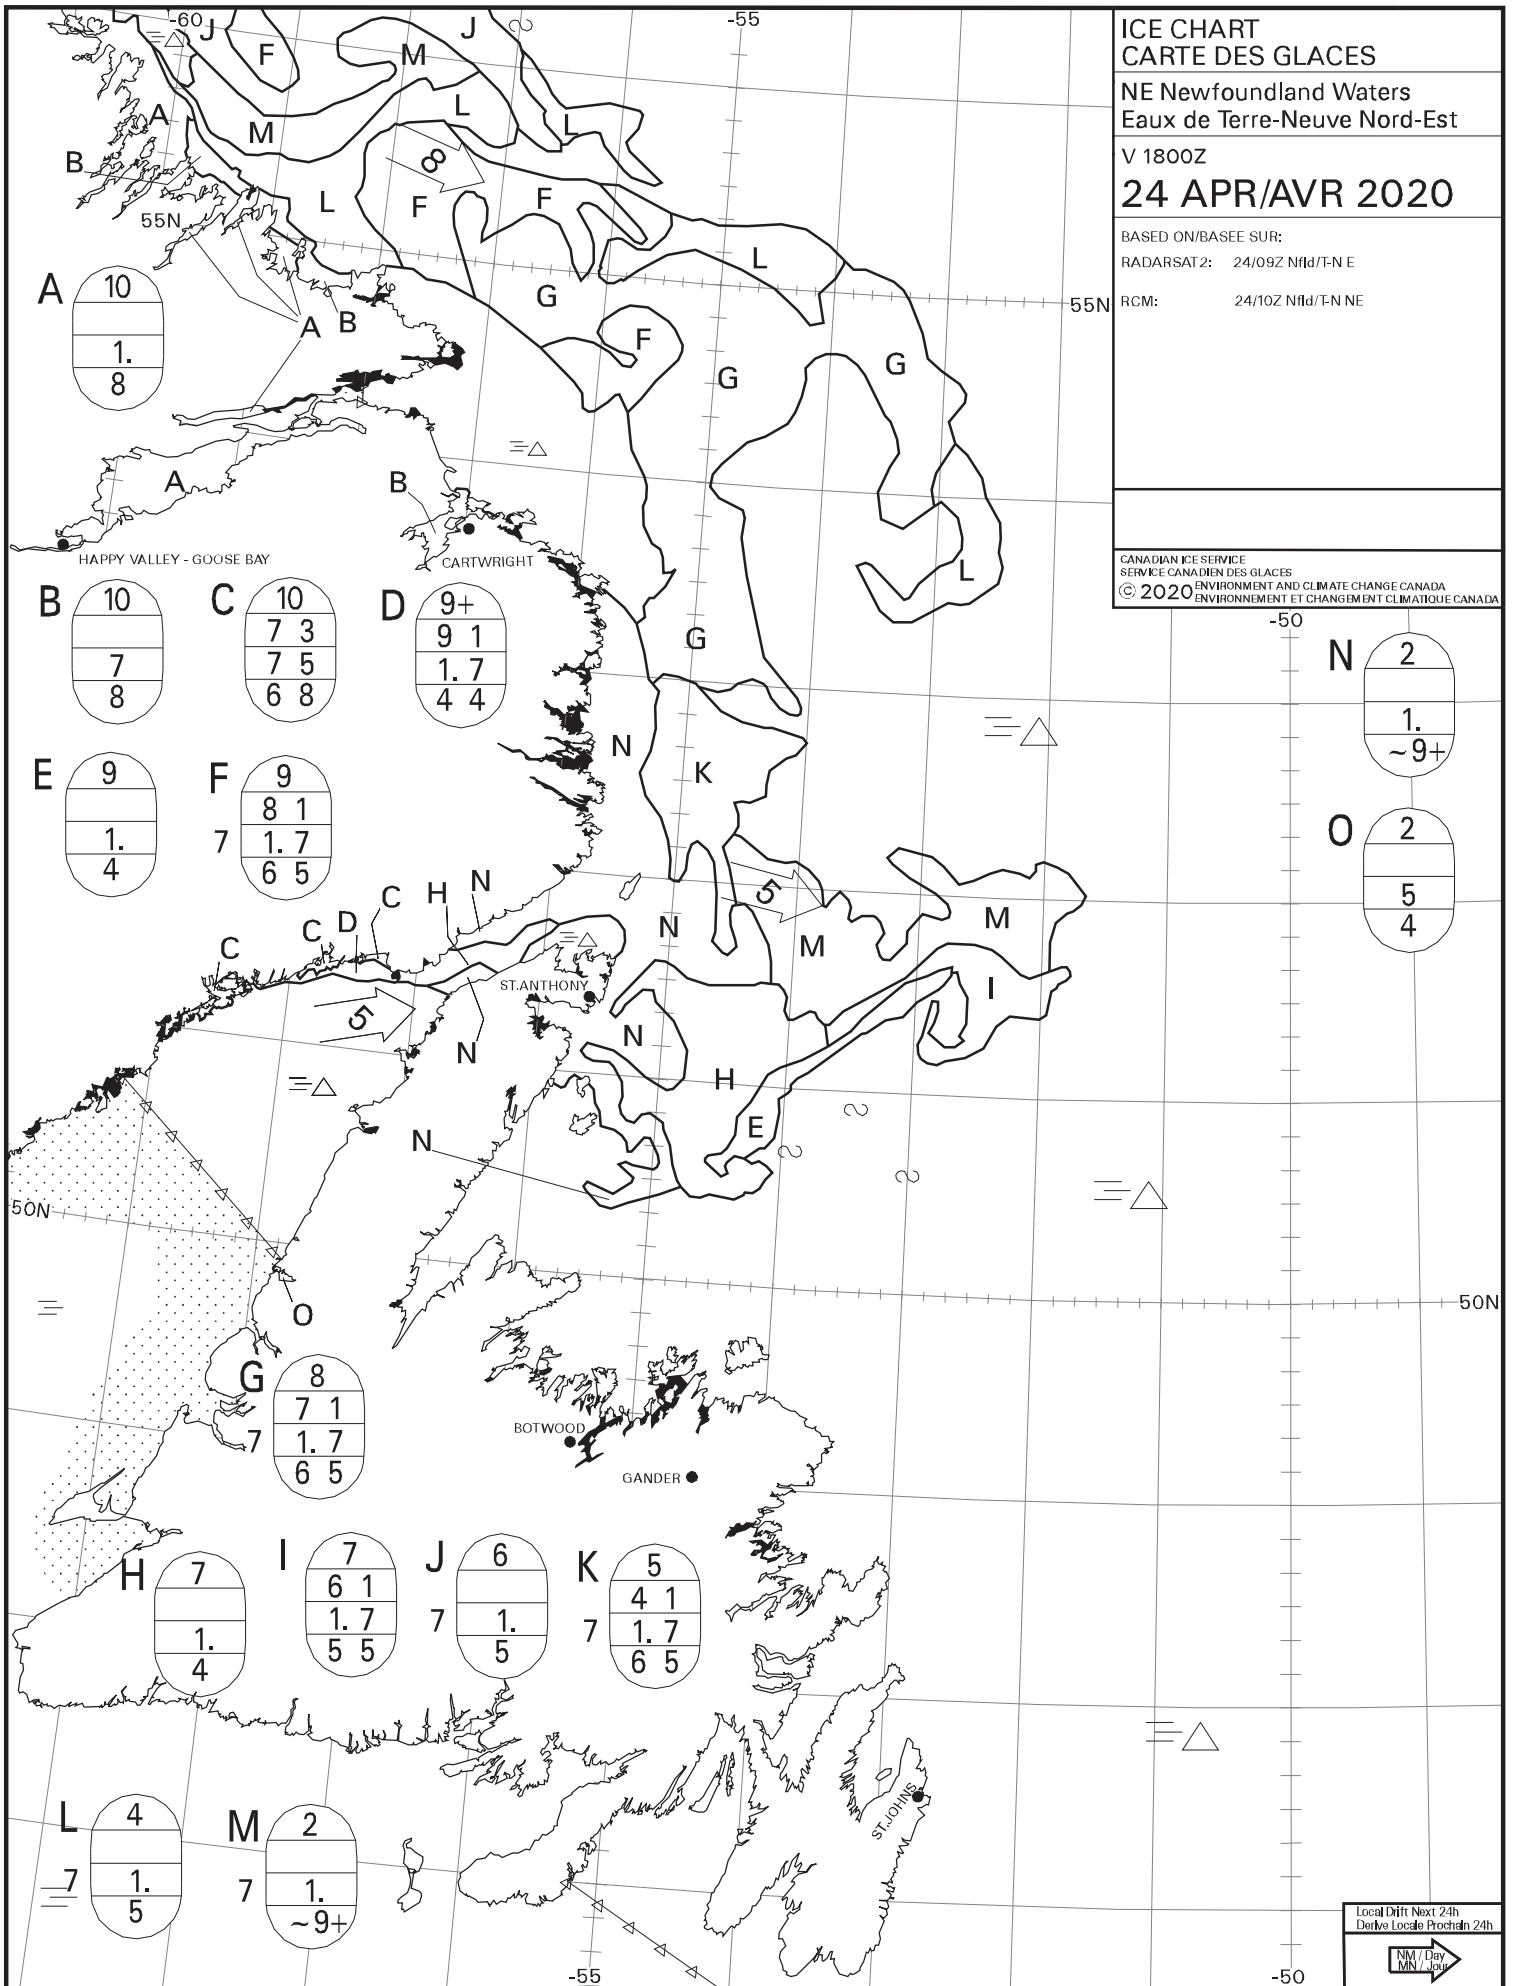 -60
J
J
-55
F
M
L
L
M
A
B
8
L
F
F
55N
L
G
55N
A
10
1.
8
A
B
F
G
G
A
B
HAPPY VALLEY - GOOSE BAY
CARTWRIGHT
L
G
ICE CHART
CARTE DES GLACES
NE Newfoundland Waters
Eaux de Terre-Neuve Nord-Est
V 1800Z
24 APR/AVR 2020
BASED ON/BASEE SUR:
RADARSAT2: 24/09Z Nfld/T-N E
RCM: 24/10Z Nfld/T-N NE
CANADIAN ICE SERVICE
SERVICE CANADIEN DES GLACES
© 2020 ENVIRONMENT AND CLIMATE CHANGE CANADA
ENVIRONNEMENT ET CHANGEMENT CLIMATIQUE CANADA
-50
B
10
7
8
C
10
7 3
7 5
6 8
D
9+
9 1
1. 7
4 4
N
2
1.
~9+
E
9
1.
4
F
9
8 1
7 1. 7
6 5
N
K
O
2
5
4
C
C
D
C
H
N
5
N
M
M
I
ST.ANTHONY
5
N
N
H
E
N
50N
O
50N
G
8
7 1
7 1. 7
6 5
BOTWOOD
GANDER
H
7
1.
4
I
7
6 1
1. 7
5 5
J
6
7 1.
5
K
5
4 1
7 1. 7
6 5
ST.JOHNS
L
4
7 1.
5
M
2
7 1.
~9+
-55
-50
Local Drift Next 24h
Derive Locale Prochain 24h
NM / Day
MN / Jour